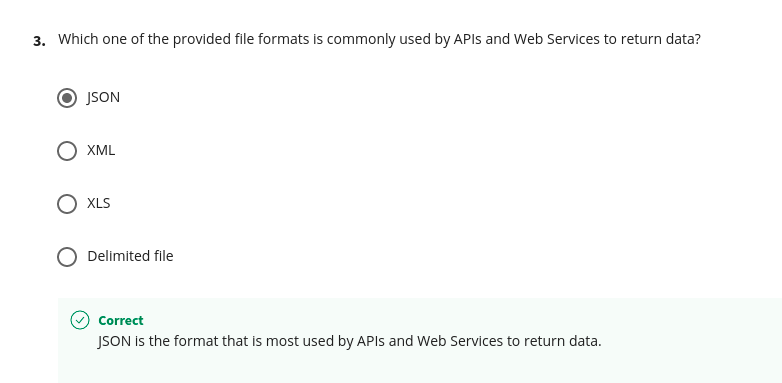 3. Which one of the provided file formats is commonly used by APIs and Web Services to return data?
JSON
XML
XLS
Delimited file
Correct
JSON is the format that is most used by APIs and Web Services to return data.